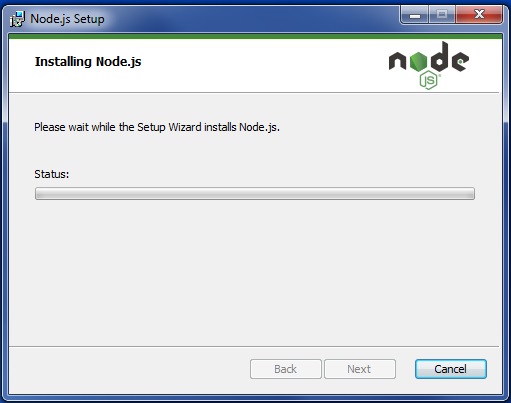 Node.js Setup
Installing Node.js
node
JS
Please wait while the Setup Wizard installs Node.js.
Status:
Back
Next
Cancel